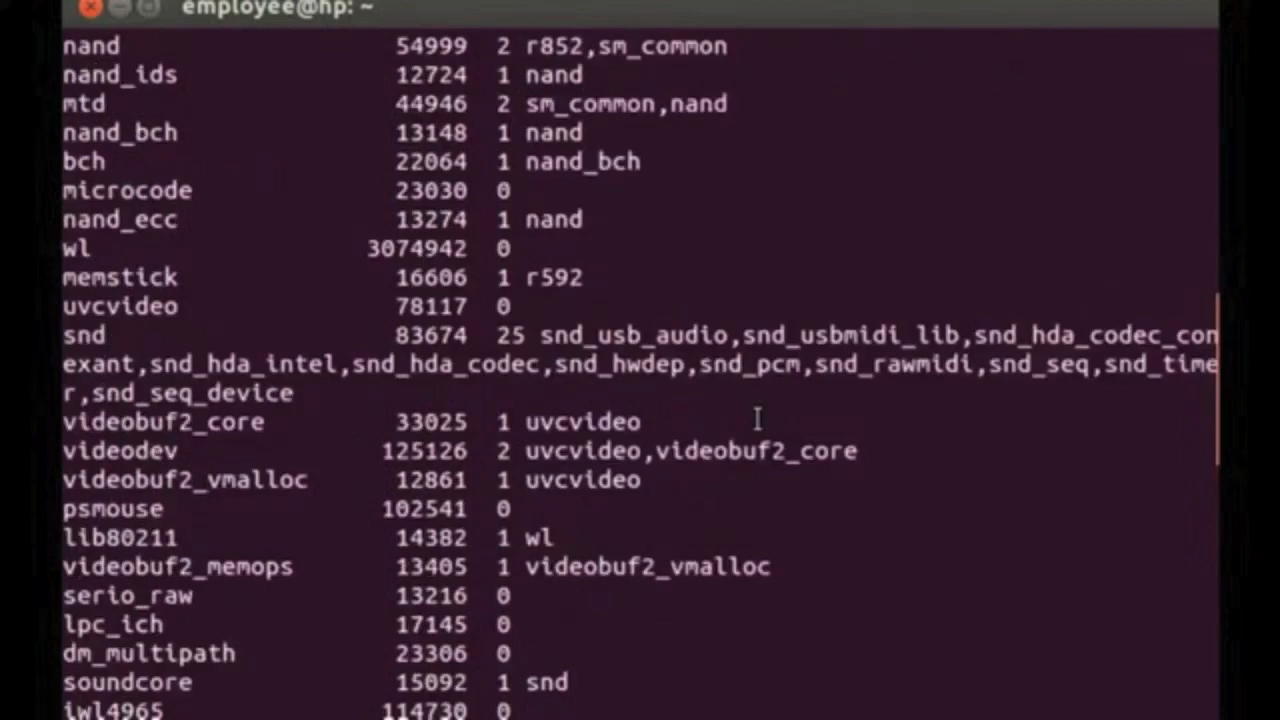 employee@hp: ~
nand 54999 2 r852,sm_common
nand_ids 12724 1 nand
mtd 44946 2 sm_common,nand
nand_bch 13148 1 nand
bch 22064 1 nand_bch
microcode 23030 0
nand_ecc 13274 1 nand
wl 3074942 0
memstick 16606 1 r592
uvcvideo 78117 0
snd 83674 25 snd_usb_audio,snd_usbmidi_lib,snd_hda_codec_con
exant,snd_hda_intel,snd_hda_codec,snd_hwdep,snd_pcm,snd_rawmidi,snd_seq,snd_time
r,snd_seq_device
videobuf2_core 33025 1 uvcvideo
videodev 125126 2 uvcvideo,videobuf2_core
videobuf2_vmalloc 12861 1 uvcvideo
psmouse 102541 0
lib80211 14382 1 wl
videobuf2_memops 13405 1 videobuf2_vmalloc
serio_raw 13216 0
lpc_ich 17145 0
dm_multipath 23306 0
soundcore 15092 1 snd
iwl4965 114730 0